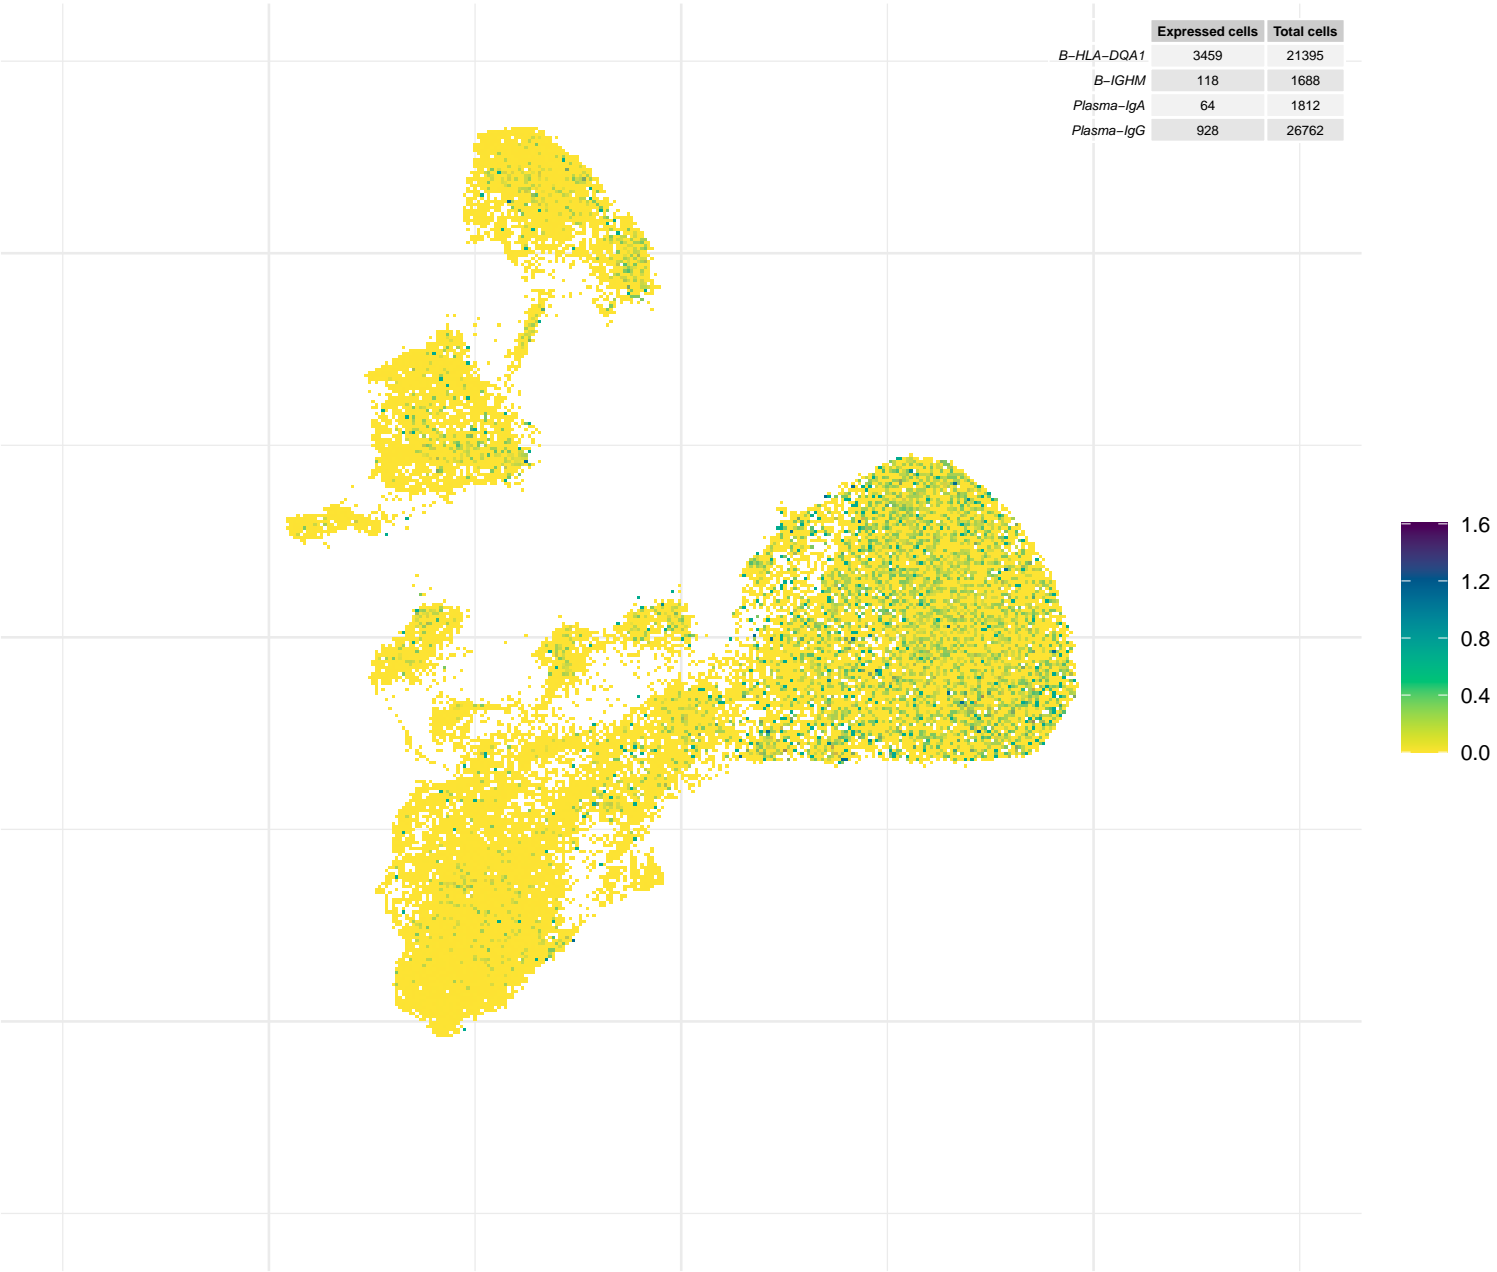 Expressed cells Total cells
B−HLA−DQA1 3459 21395
B−IGHM 118 1688
Plasma−IgA 64 1812
Plasma−IgG 928 26762
1.6
1.2
0.8
0.4
0.0